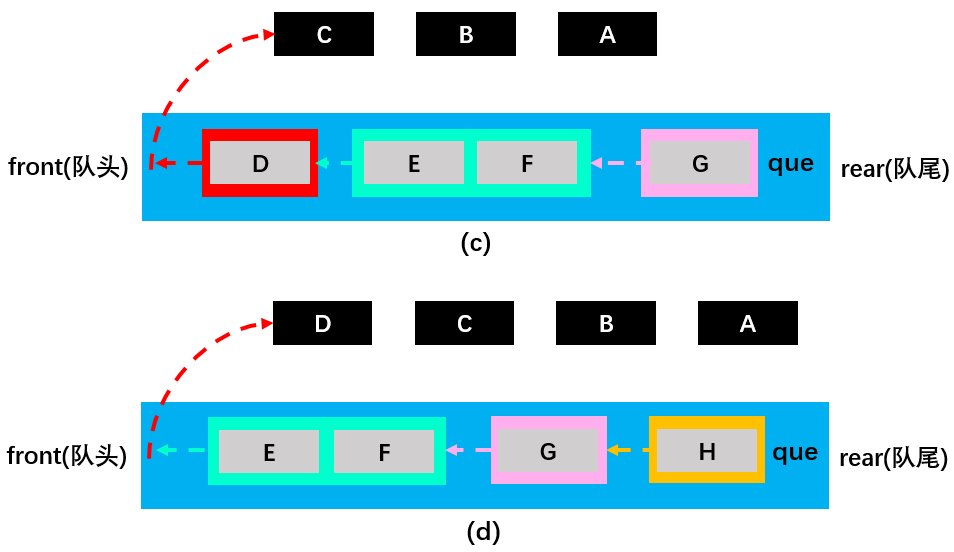 C B A
front(队头) D E F G que rear(队尾)
(c)
D C B A
front(队头) E F G H que rear(队尾)
(d)